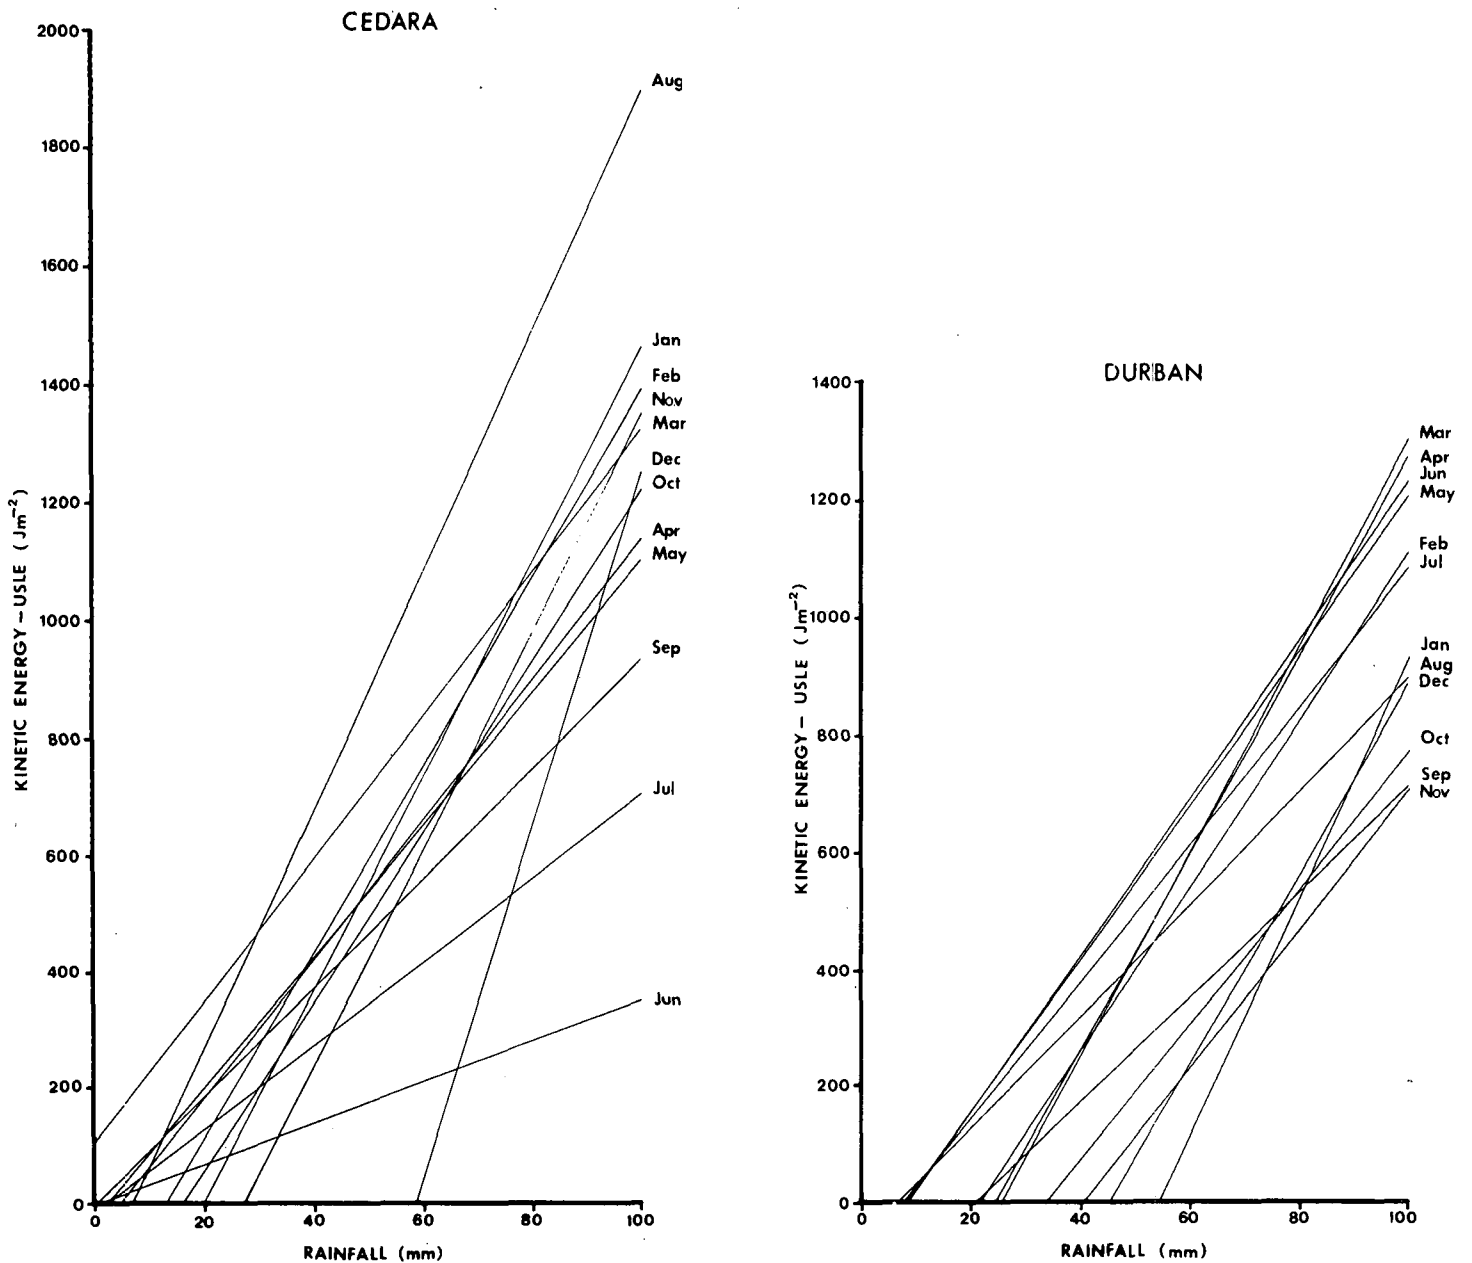 CEDARA
2000
1800
1600
1400
1200
1000
800
600
400
200
0
KINETIC ENERGY – USLE (Jm⁻²)
Aug
Jan
Feb
Nov
Mar
Dec
Oct
Apr
May
Sep
Jul
Jun
0 20 40 60 80 100
RAINFALL (mm)
DURBAN
1400
1200
1000
800
600
400
200
0
KINETIC ENERGY – USLE (Jm⁻²)
Mar
Apr
Jun
May
Feb
Jul
Jan
Aug
Dec
Oct
Sep
Nov
0 20 40 60 80 100
RAINFALL (mm)